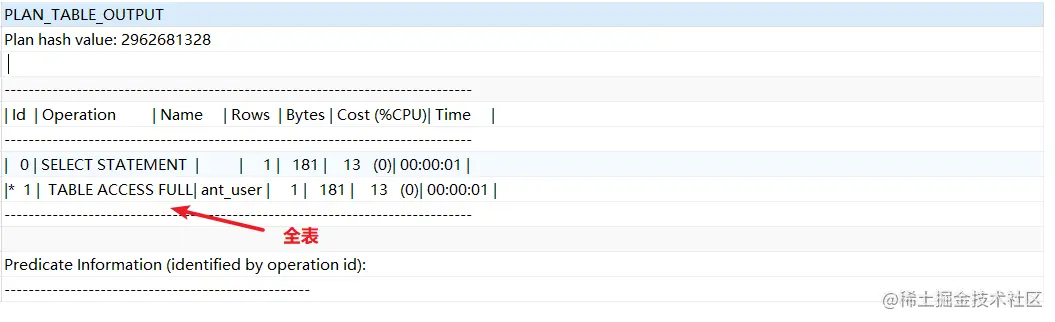 PLAN_TABLE_OUTPUT
Plan hash value: 2962681328
-------------------------------------------------------------------------------
| Id | Operation | Name | Rows | Bytes | Cost (%CPU)| Time |
-------------------------------------------------------------------------------
| 0 | SELECT STATEMENT | | 1 | 181 | 13 (0)| 00:00:01 |
|* 1 | TABLE ACCESS FULL| ant_user | 1 | 181 | 13 (0)| 00:00:01 |
-------------------------------------------------------------------------------
全表
Predicate Information (identified by operation id):
---------------------------------------------------
@稀土掘金技术社区